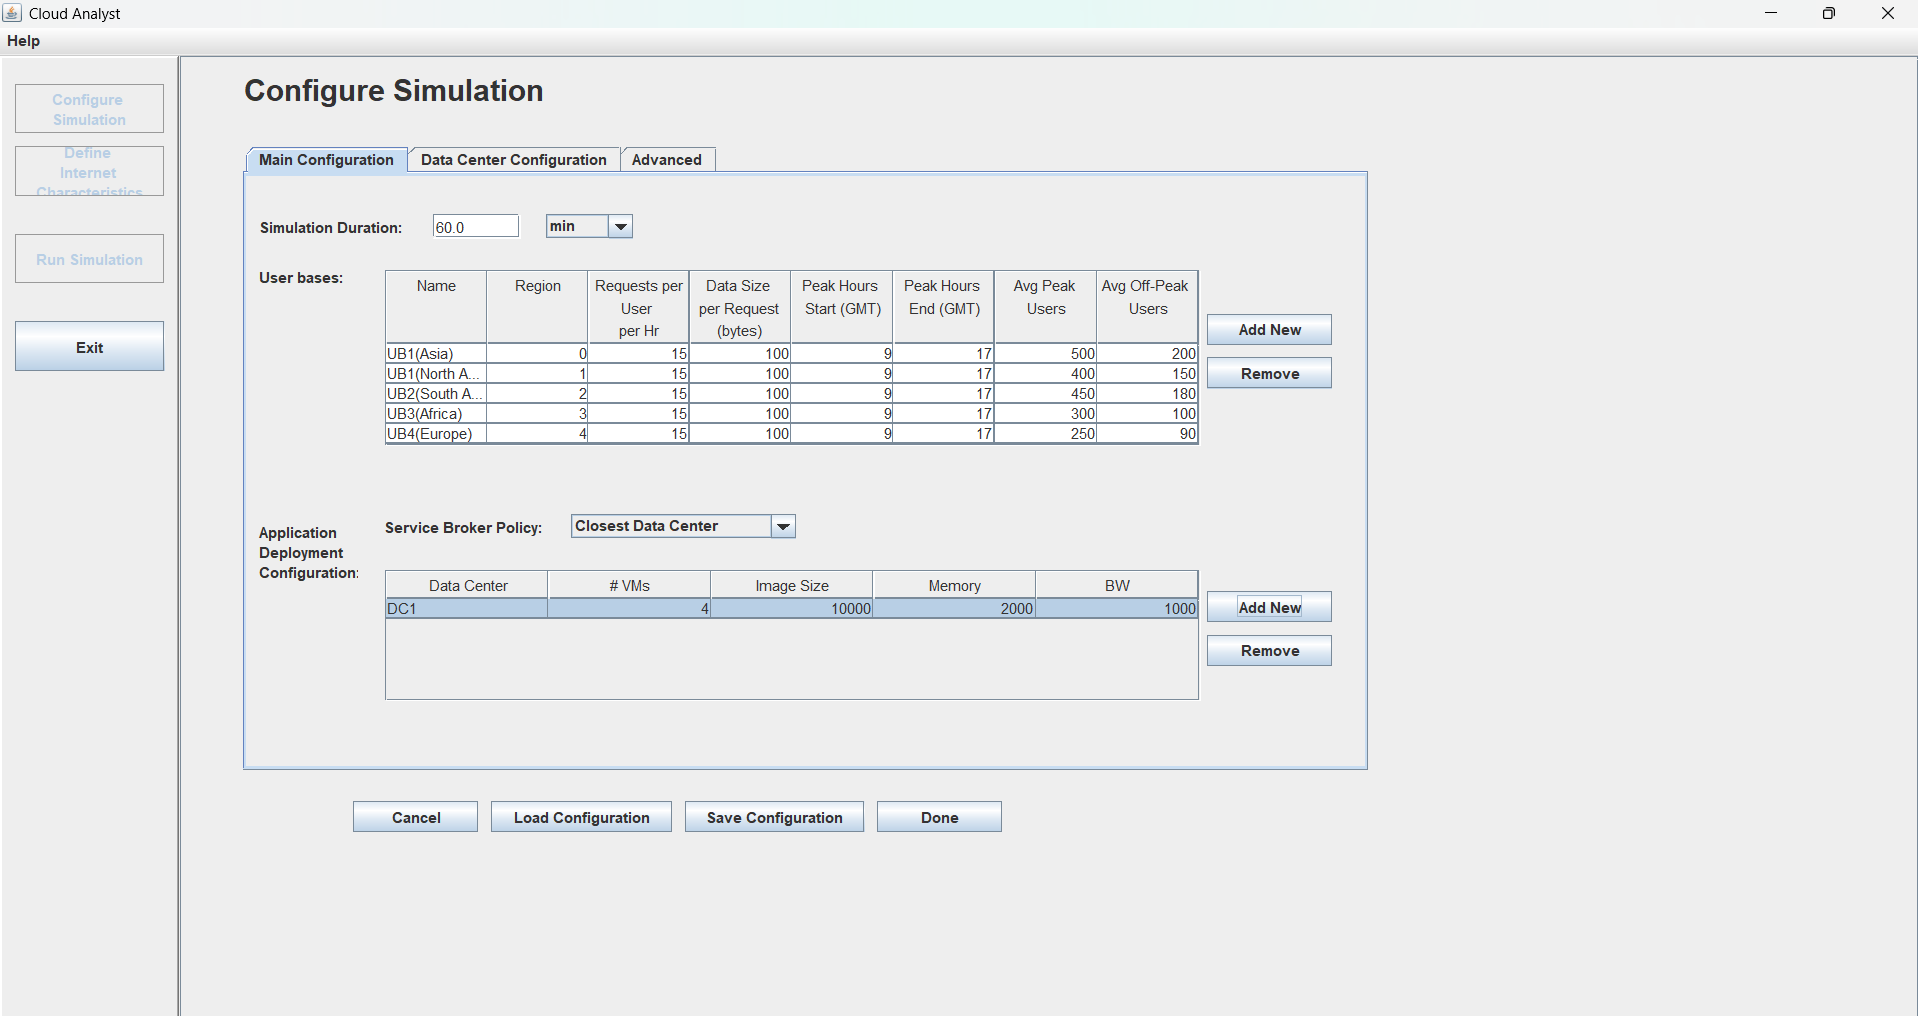 Cloud Analyst
Help
Configure
Simulation
Define
Internet
Characteristics
Run Simulation
Exit
Configure Simulation
Main Configuration Data Center Configuration Advanced
Simulation Duration: 60.0 min
User bases:
Name Region Requests per User per Hr Data Size per Request (bytes) Peak Hours Start (GMT) Peak Hours End (GMT) Avg Peak Users Avg Off-Peak Users
UB1(Asia) 0 15 100 9 17 500 200
UB1(North A... 1 15 100 9 17 400 150
UB2(South A... 2 15 100 9 17 450 180
UB3(Africa) 3 15 100 9 17 300 100
UB4(Europe) 4 15 100 9 17 250 90
Add New
Remove
Application
Deployment
Configuration:
Service Broker Policy: Closest Data Center
Data Center # VMs Image Size Memory BW
DC1 4 10000 2000 1000
Add New
Remove
Cancel Load Configuration Save Configuration Done